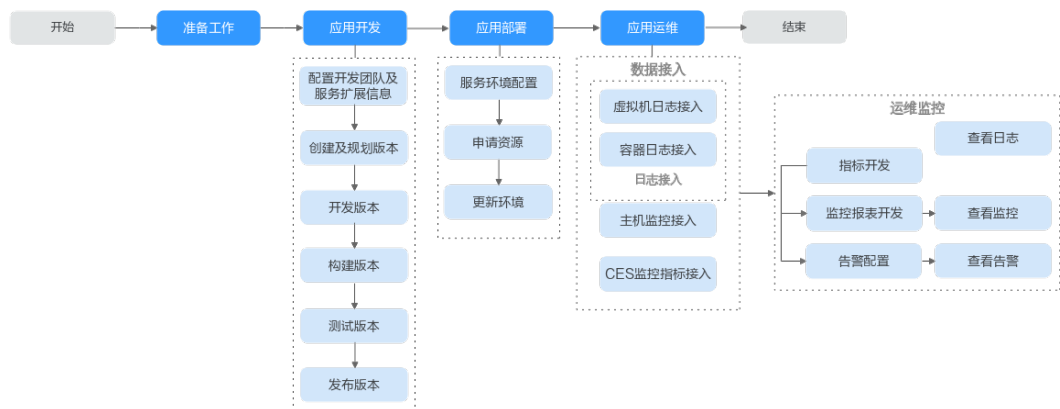 开始
准备工作
应用开发
应用部署
应用运维
结束
配置开发团队及
服务扩展信息
创建及规划版本
开发版本
构建版本
测试版本
发布版本
服务环境配置
申请资源
更新环境
数据接入
虚拟机日志接入
容器日志接入
日志接入
主机监控接入
CES监控指标接入
运维监控
查看日志
指标开发
监控报表开发
查看监控
告警配置
查看告警